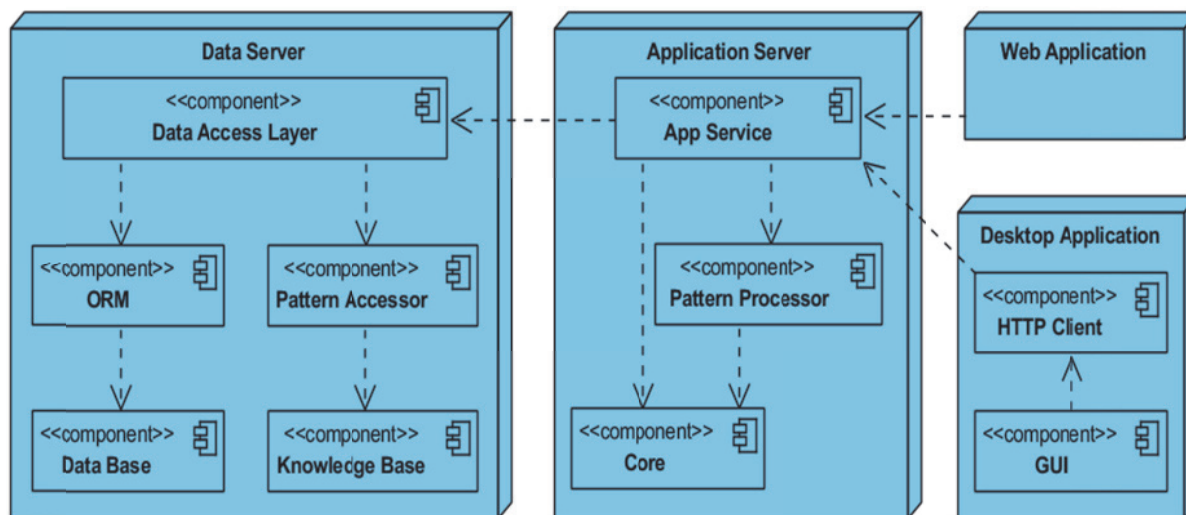 Data Server
<<component>>
Data Access Layer
<<component>>
ORM
<<component>>
Pattern Accessor
<<component>>
Data Base
<<component>>
Knowledge Base
Application Server
<<component>>
App Service
<<component>>
Pattern Processor
<<component>>
Core
Web Application
Desktop Application
<<component>>
HTTP Client
<<component>>
GUI